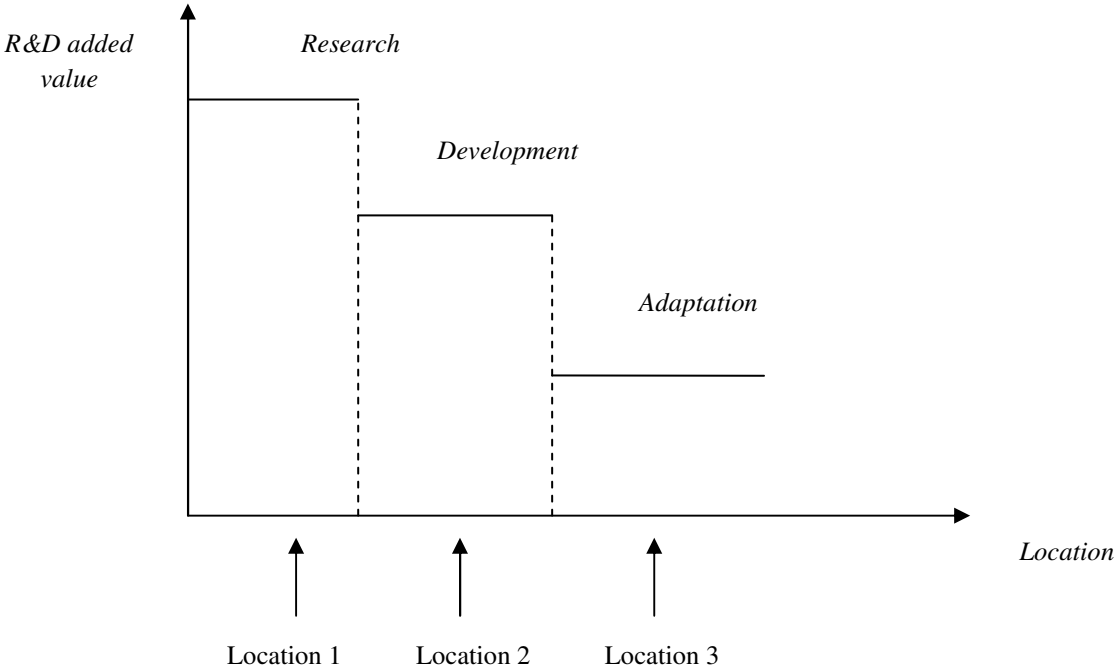 R&D added
value
Research
Development
Adaptation
Location
Location 1
Location 2
Location 3